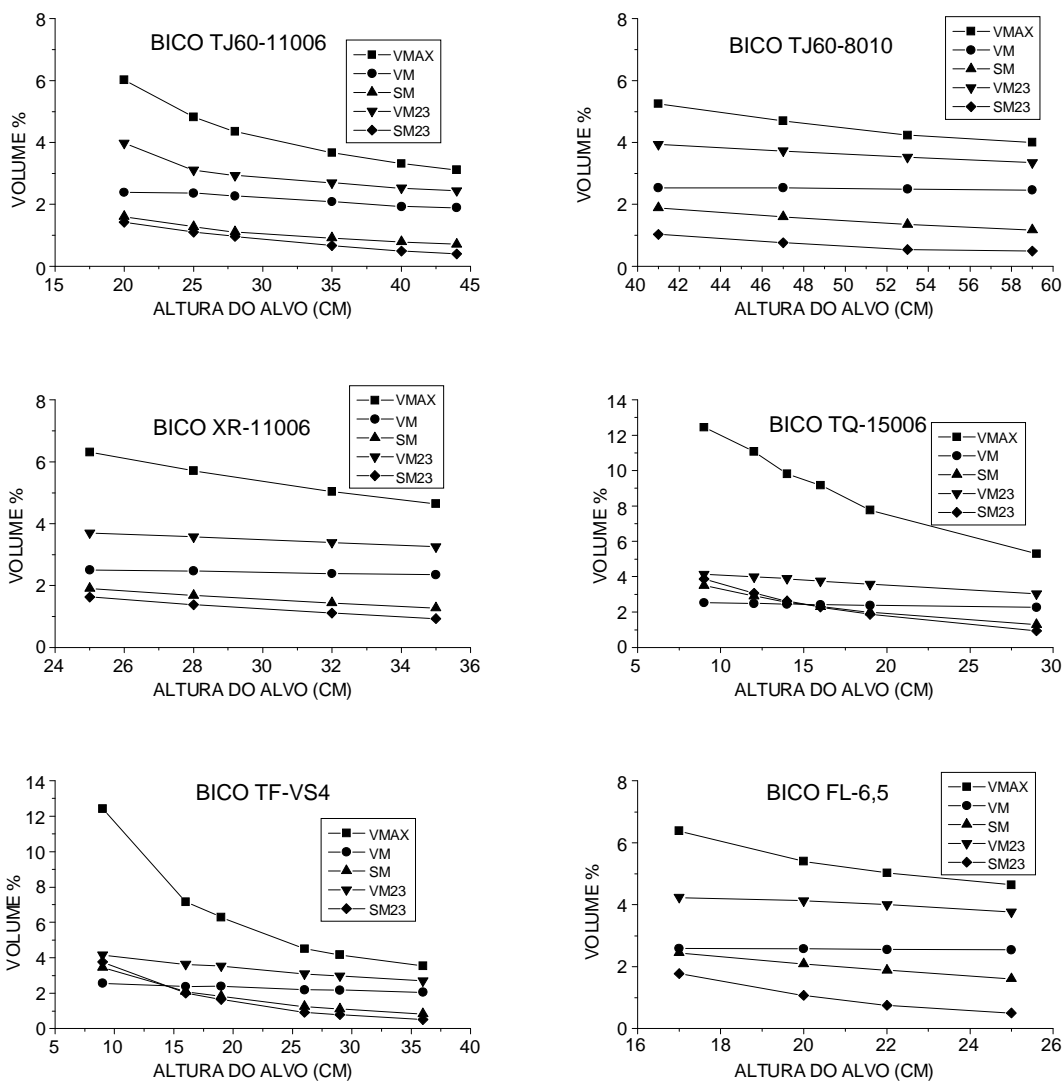 BICO TJ60-11006
VMAX
VM
SM
VM23
SM23
VOLUME %
8
6
4
2
0
15 20 25 30 35 40 45
ALTURA DO ALVO (CM)
BICO TJ60-8010
VMAX
VM
SM
VM23
SM23
VOLUME %
8
6
4
2
0
40 42 44 46 48 50 52 54 56 58 60
ALTURA DO ALVO (CM)
BICO XR-11006
VMAX
VM
SM
VM23
SM23
VOLUME %
8
6
4
2
0
24 26 28 30 32 34 36
ALTURA DO ALVO (CM)
BICO TQ-15006
VMAX
VM
SM
VM23
SM23
VOLUME %
14
12
10
8
6
4
2
0
5 10 15 20 25 30
ALTURA DO ALVO (CM)
BICO TF-VS4
VMAX
VM
SM
VM23
SM23
VOLUME %
14
12
10
8
6
4
2
0
5 10 15 20 25 30 35 40
ALTURA DO ALVO (CM)
BICO FL-6,5
VMAX
VM
SM
VM23
SM23
VOLUME %
8
6
4
2
0
16 18 20 22 24 26
ALTURA DO ALVO (CM)